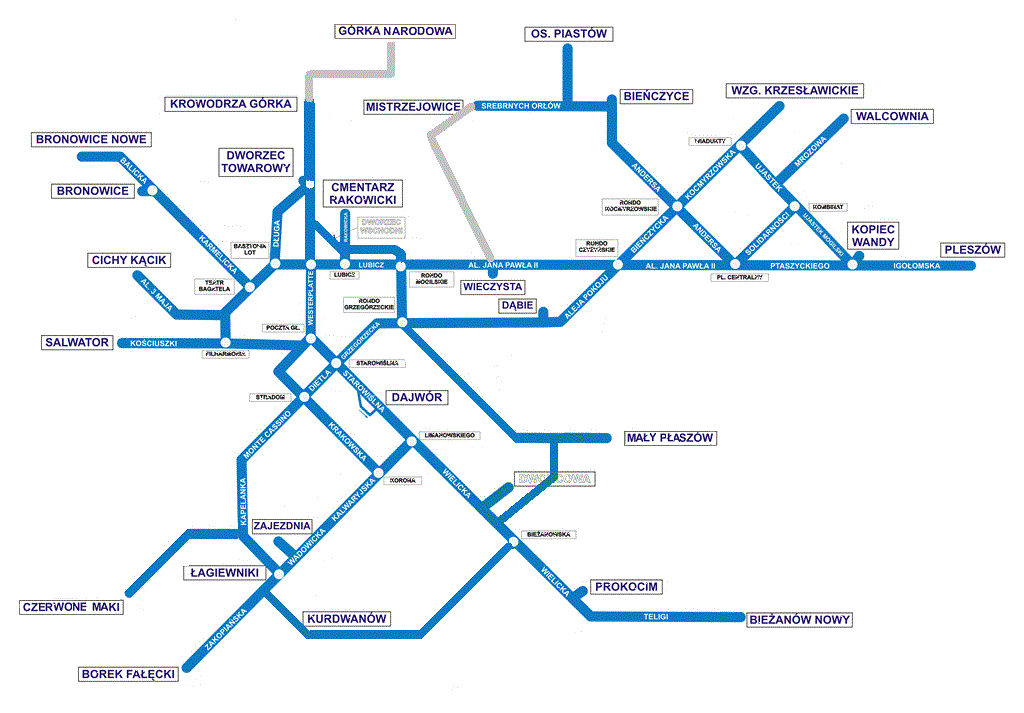 GÓRKA NARODOWA
OS. PIASTÓW
KROWODRZA GÓRKA
MISTRZEJOWICE
SREBRNYCH ORŁÓW
BIEŃCZYCE
WZG. KRZESŁAWICKIE
WALCOWNIA
BRONOWICE NOWE
BALICKA
BRONOWICE
DWORZEC
TOWAROWY
CMENTARZ
RAKOWICKI
RAKOWICKA
DWORZEC
WSCHODNI
WIADUKTY
UJASTEK
MROZOWA
KOCMYRZOWSKA
ANDERSA
RONDO
KOCMYRZOWSKIE
KOMBINAT
UJASTEK MOGILSKI
SOLIDARNOŚCI
ANDERSA
BIEŃCZYCKA
KOPIEC
WANDY
PLESZÓW
KARMELICKA
BASZTOWA
LOT
DŁUGA
CICHY KĄCIK
AL. 3 MAJA
TEATR
BAGATELA
LUBICZ
LUBICZ
RONDO
MOGILSKIE
AL. JANA PAWŁA II
RONDO
CZYŻYŃSKIE
AL. JANA PAWŁA II
PL. CENTRALNY
PTASZYCKIEGO
IGOŁOMSKA
WIECZYSTA
DĄBIE
ALEJA POKOJU
WESTERPLATTE
RONDO
GRZEGÓRZECKIE
POCZTA GŁ.
GRZEGÓRZECKA
SALWATOR
KOŚCIUSZKI
FILHARMONIA
STAROWIŚLNA
DIETLA
STAROWIŚLNA
STRADOM
DAJWÓR
MONTE CASSINO
KRAKOWSKA
LIMANOWSKIEGO
MAŁY PŁASZÓW
KORONA
KALWARYJSKA
WIELICKA
DWORCOWA
KAPELANKA
ZAJEZDNIA
WADOWICKA
BIEŻANOWSKA
ŁAGIEWNIKI
WIELICKA
PROKOCIM
CZERWONE MAKI
KURDWANÓW
ZAKOPIAŃSKA
TELIGI
BIEŻANÓW NOWY
BOREK FAŁĘCKI